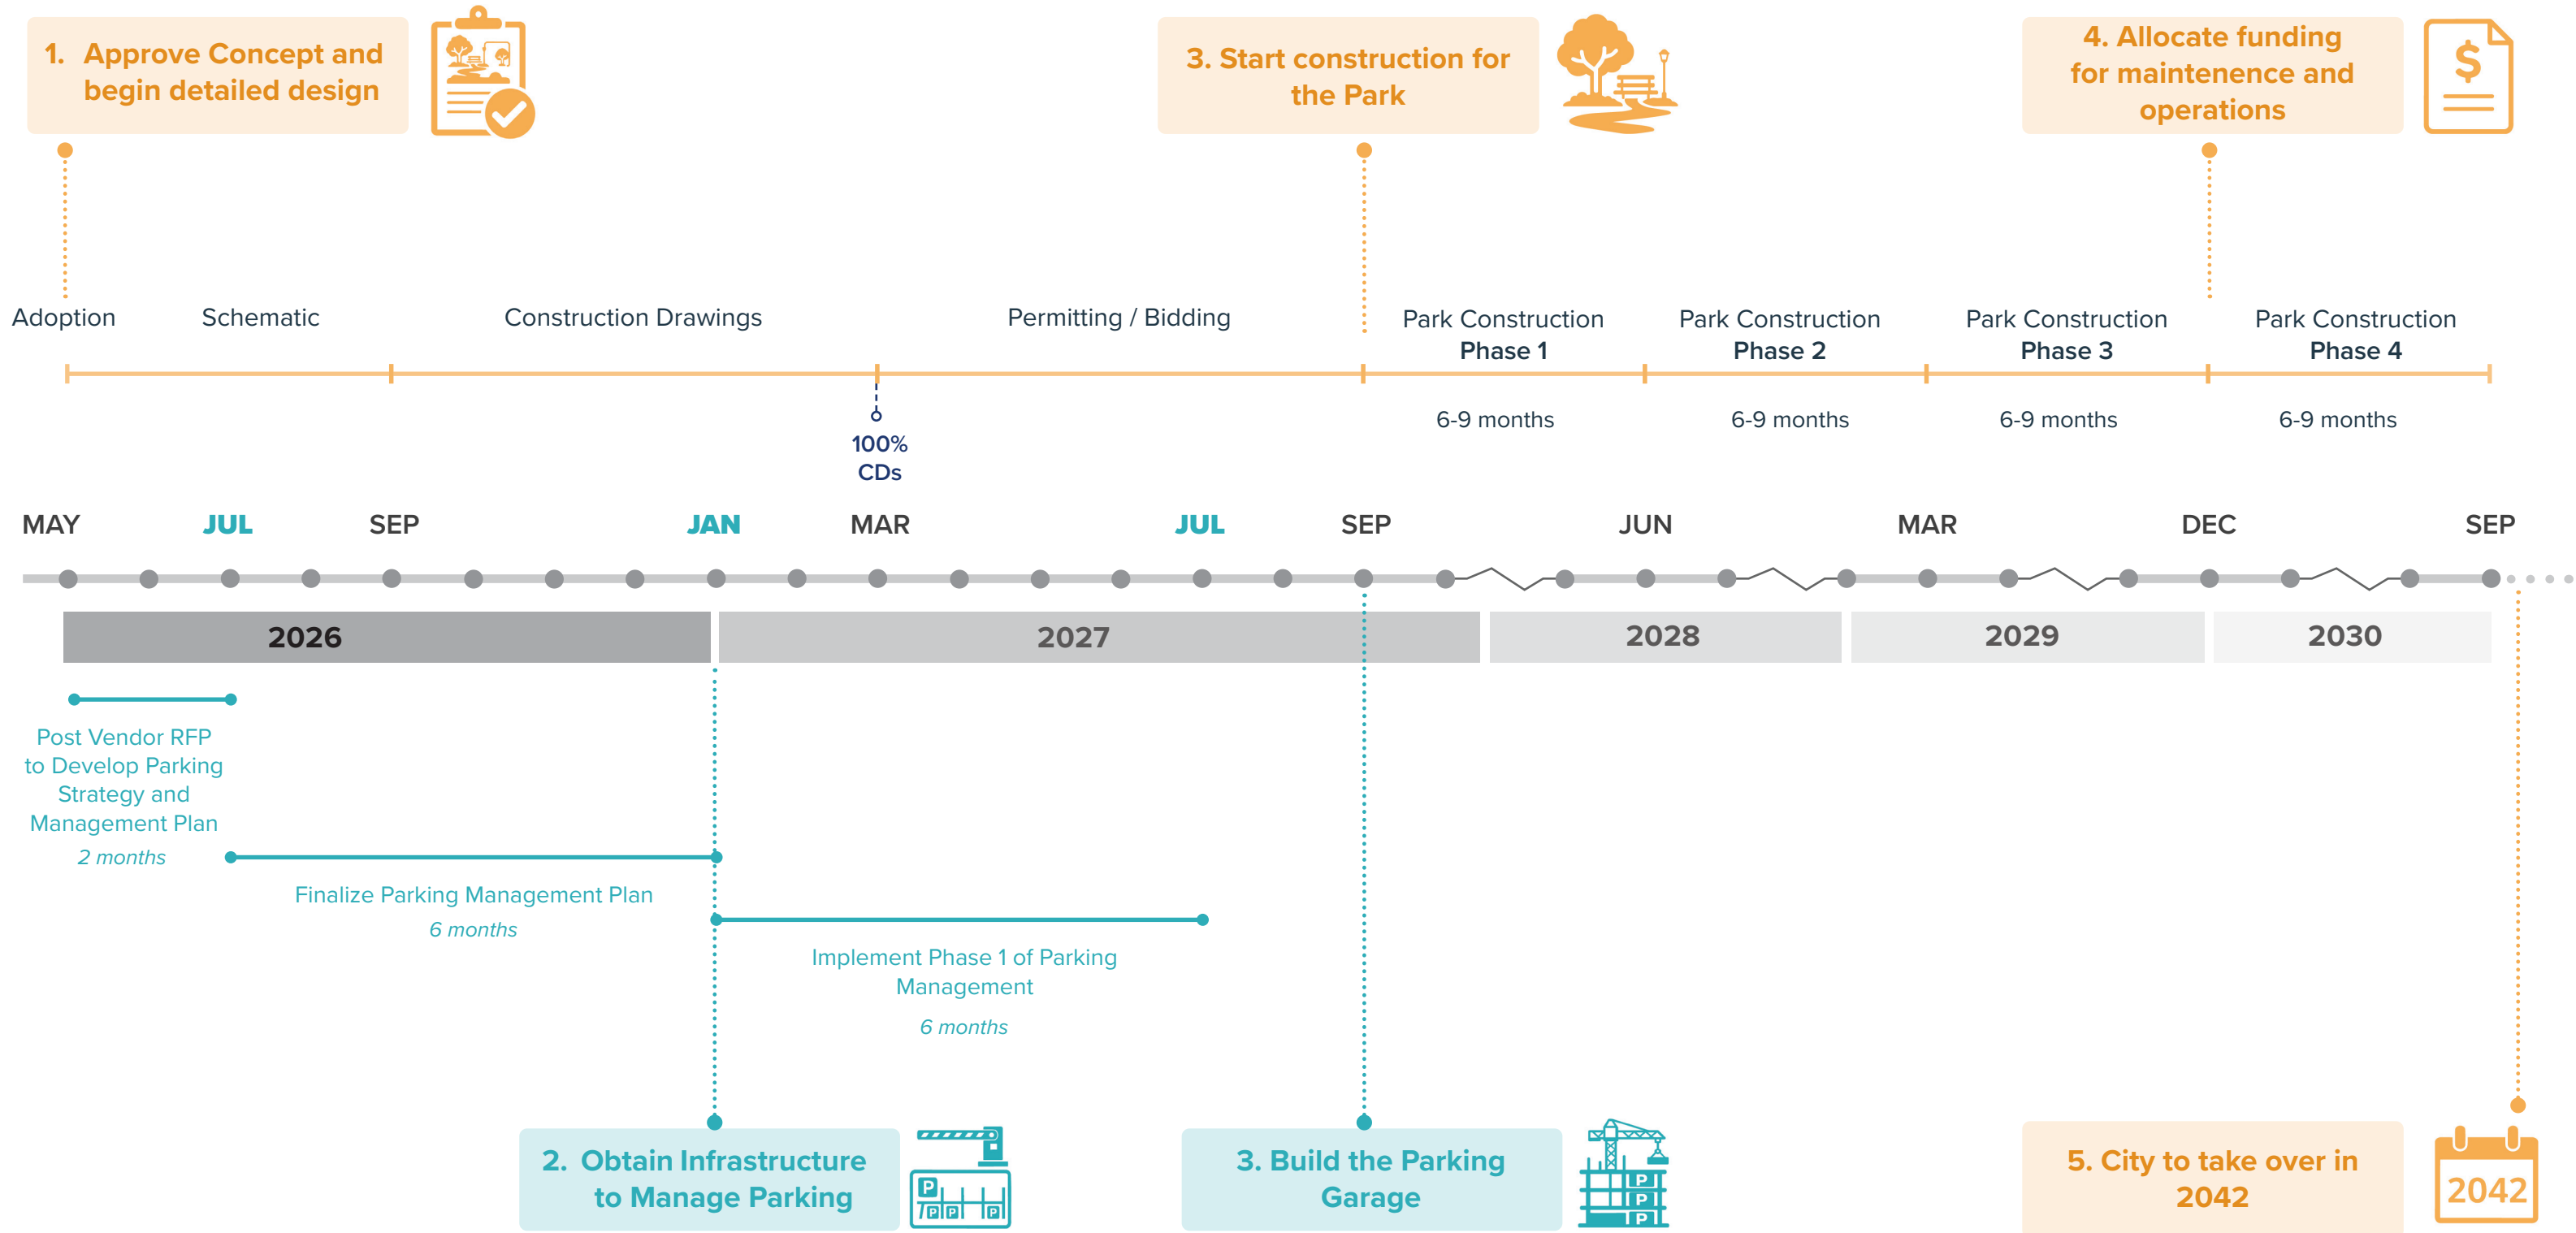 1. Approve Concept and
begin detailed design
3. Start construction for
the Park
4. Allocate funding
for maintenence and
operations
$
Adoption
Schematic
Construction Drawings
Permitting / Bidding
Park Construction
Phase 1
Park Construction
Phase 2
Park Construction
Phase 3
Park Construction
Phase 4
6-9 months
6-9 months
6-9 months
6-9 months
100%
CDs
MAY
JUL
SEP
JAN
MAR
JUL
SEP
JUN
MAR
DEC
SEP
2026
2027
2028
2029
2030
Post Vendor RFP
to Develop Parking
Strategy and
Management Plan
2 months
Finalize Parking Management Plan
6 months
Implement Phase 1 of Parking
Management
6 months
2. Obtain Infrastructure
to Manage Parking
P
P P P
3. Build the Parking
Garage
P
P
P
5. City to take over in
2042
2042